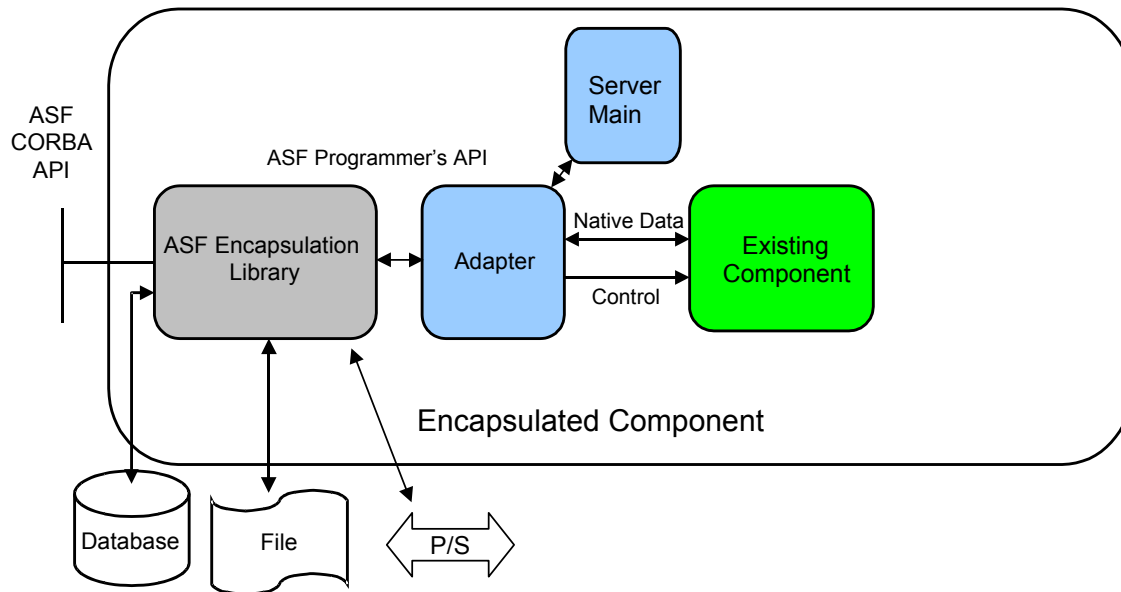 ASF
CORBA
API
Server
Main
ASF Programmer's API
ASF Encapsulation
Library
Adapter
Native Data
Control
Existing
Component
Encapsulated Component
Database
File
P/S